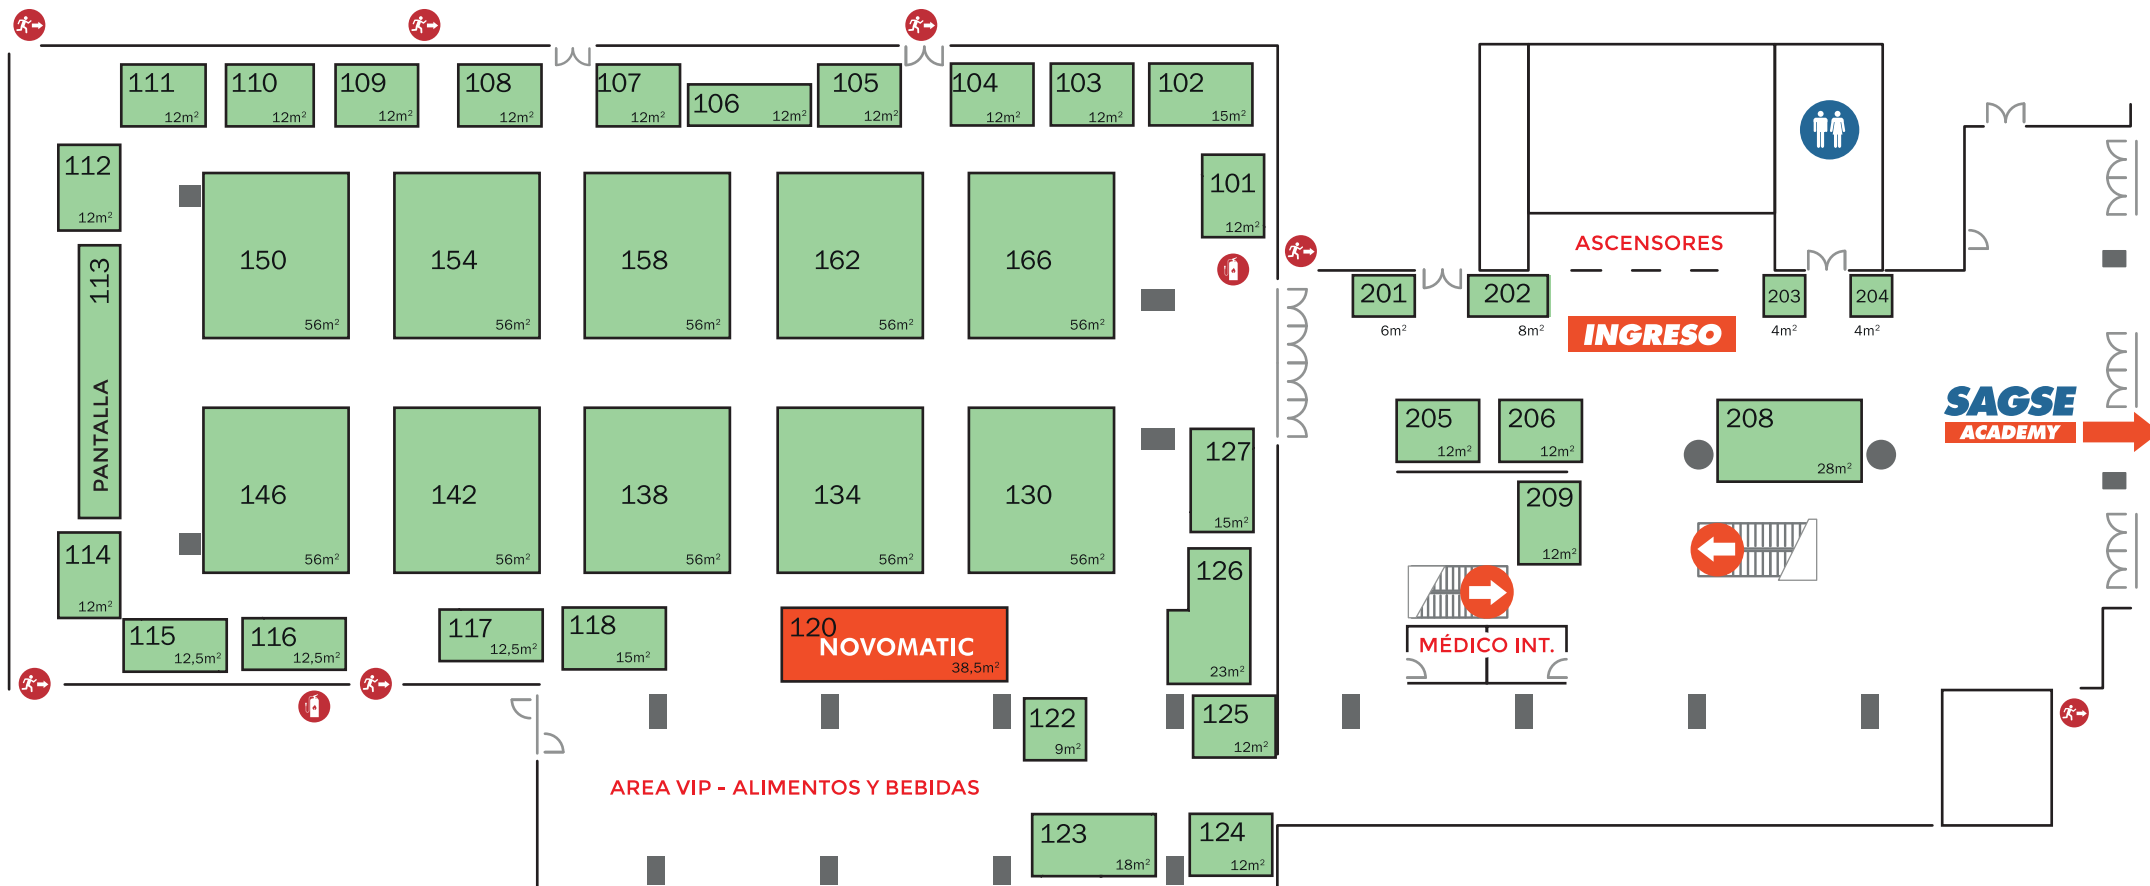 111
12m²
110
12m²
109
12m²
108
12m²
107
12m²
106
12m²
105
12m²
104
12m²
103
12m²
102
15m²
112
12m²
101
12m²
150
56m²
154
56m²
158
56m²
162
56m²
166
56m²
113
PANTALLA
ASCENSORES
201
6m²
202
8m²
203
4m²
204
4m²
INGRESO
146
56m²
142
56m²
138
56m²
134
56m²
130
56m²
127
15m²
205
12m²
206
12m²
208
28m²
SAGSE
ACADEMY
209
12m²
114
12m²
126
23m²
115
12,5m²
116
12,5m²
117
12,5m²
118
15m²
120
NOVOMATIC
38,5m²
MÉDICO INT.
122
9m²
125
12m²
AREA VIP - ALIMENTOS Y BEBIDAS
123
18m²
124
12m²